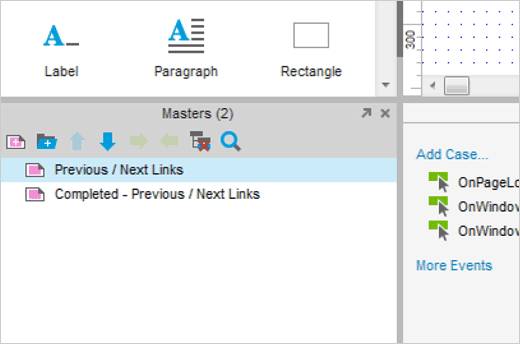 Label
Paragraph
Rectangle
300
Masters (2)
Previous / Next Links
Completed - Previous / Next Links
Add Case...
OnPageLo
OnWindow
OnWindow
More Events